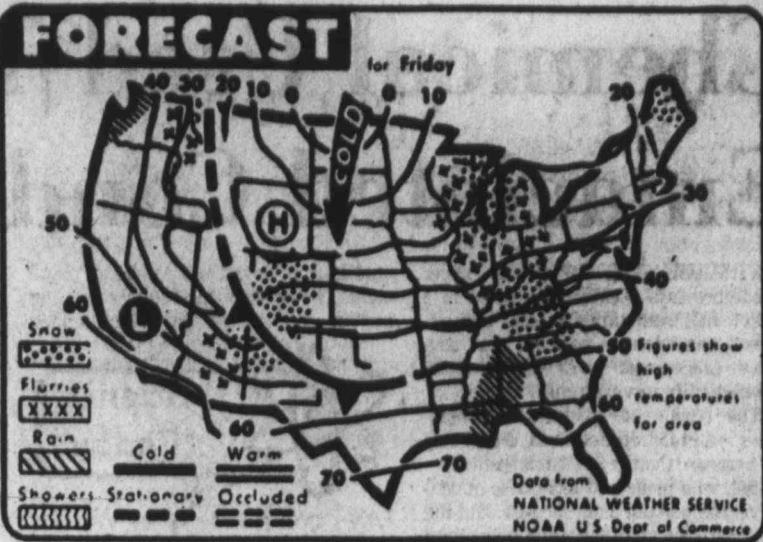 FORECAST
for Friday
40 30 20 10 0 0 10 20
COLD
H
30
50
40
60
L
Snow
50 Figures show
high
temperatures
for area
Flurries
60
60
Rain
Cold Warm
70 70
Showers Stationary Occluded
Data from
NATIONAL WEATHER SERVICE
NOAA U S Dept of Commerce